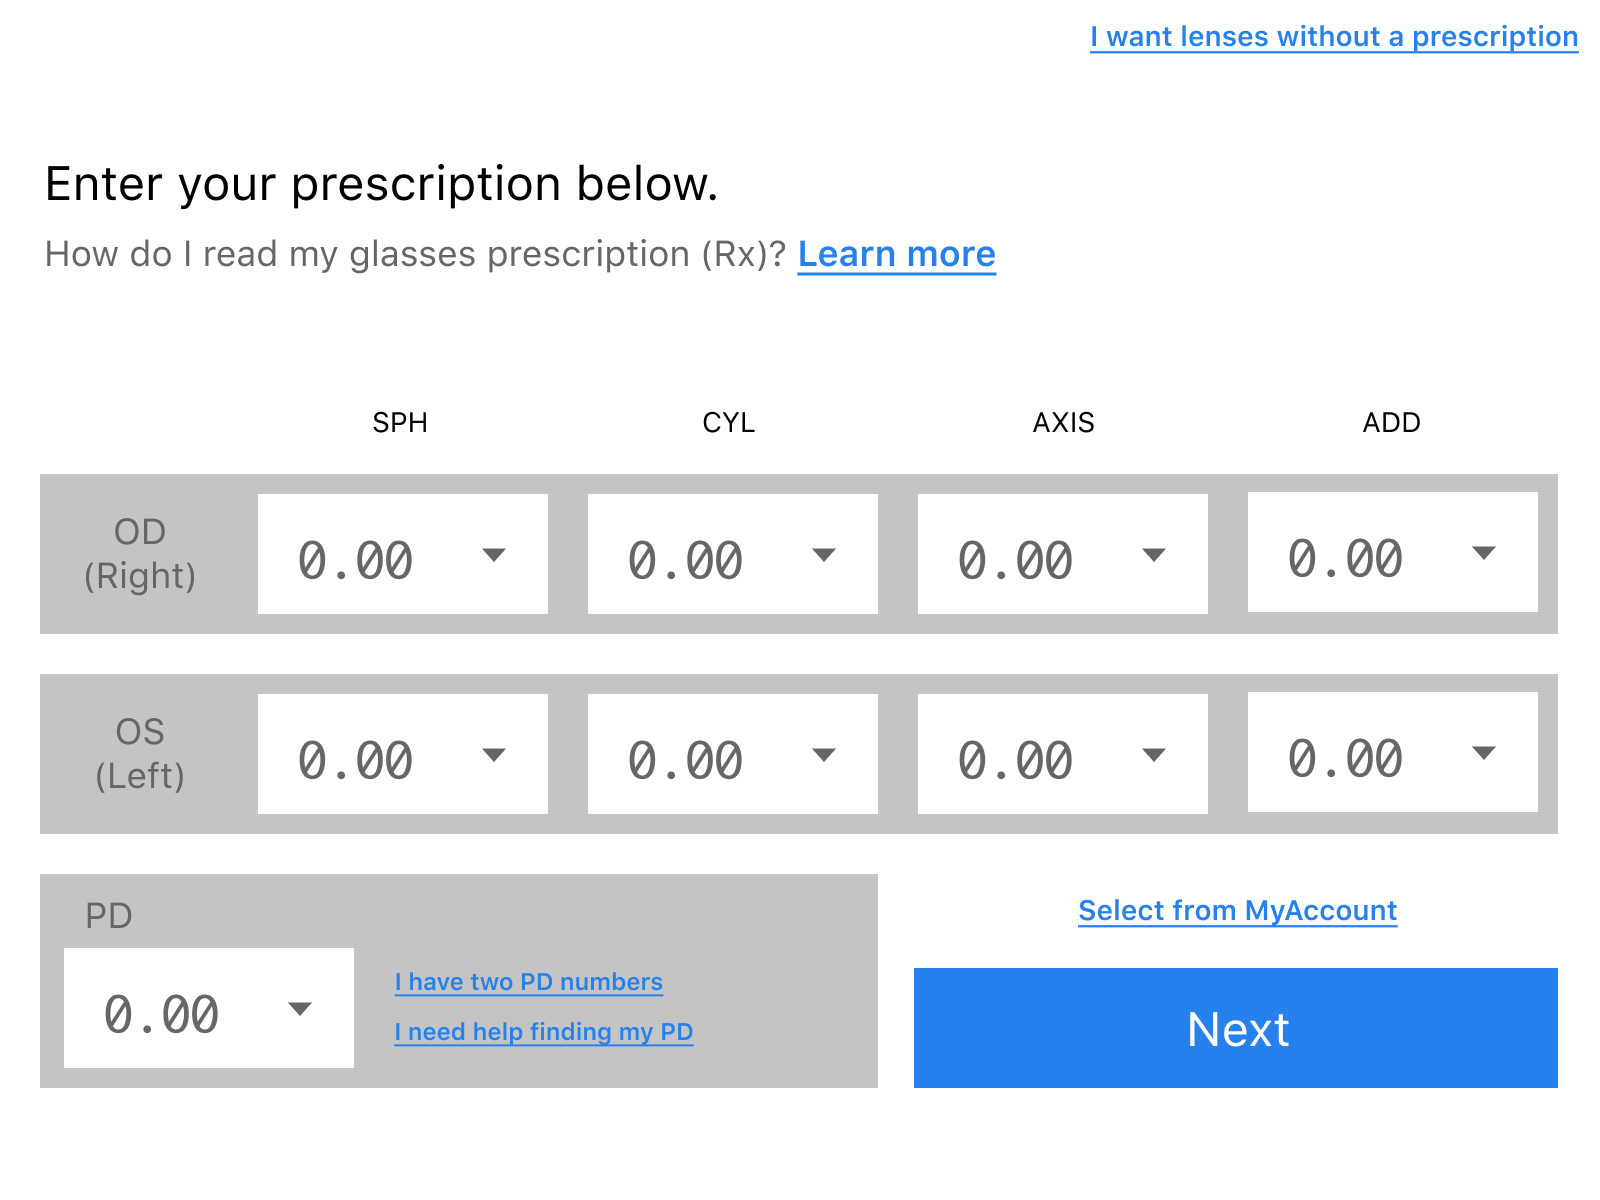 I want lenses without a prescription
Enter your prescription below.
How do I read my glasses prescription (Rx)? Learn more
SPH CYL AXIS ADD
OD
(Right)
0.00 0.00 0.00 0.00
OS
(Left)
0.00 0.00 0.00 0.00
PD
0.00
I have two PD numbers
I need help finding my PD
Select from MyAccount
Next